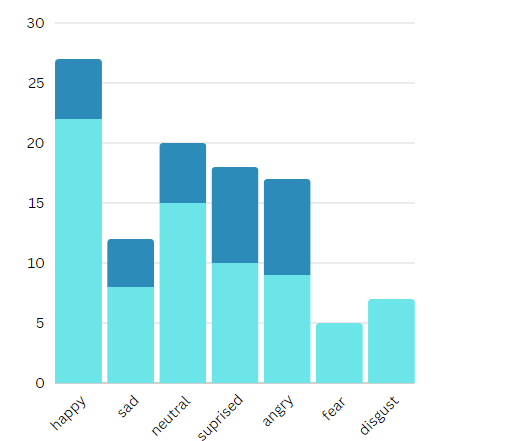 30
25
20
15
10
5
0
happy
sad
neutral
suprised
angry
fear
disgust